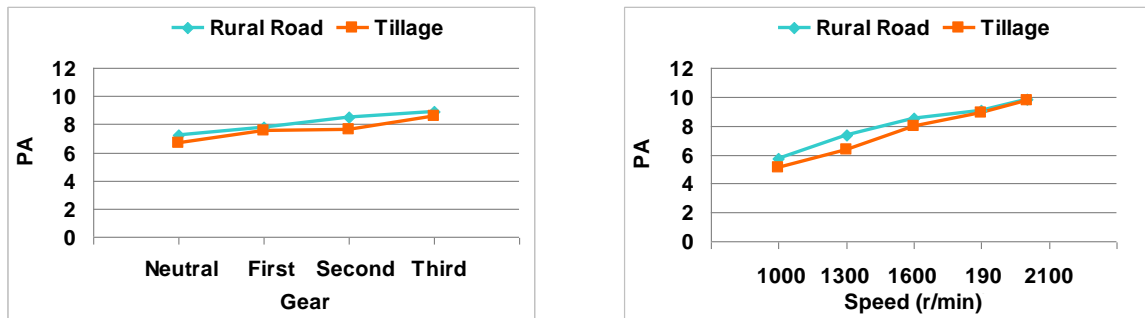 Rural Road Tillage
12
10
8
6
4
2
0
PA
Neutral First Second Third
Gear
Rural Road Tillage
12
10
8
6
4
2
0
PA
1000 1300 1600 190 2100
Speed (r/min)